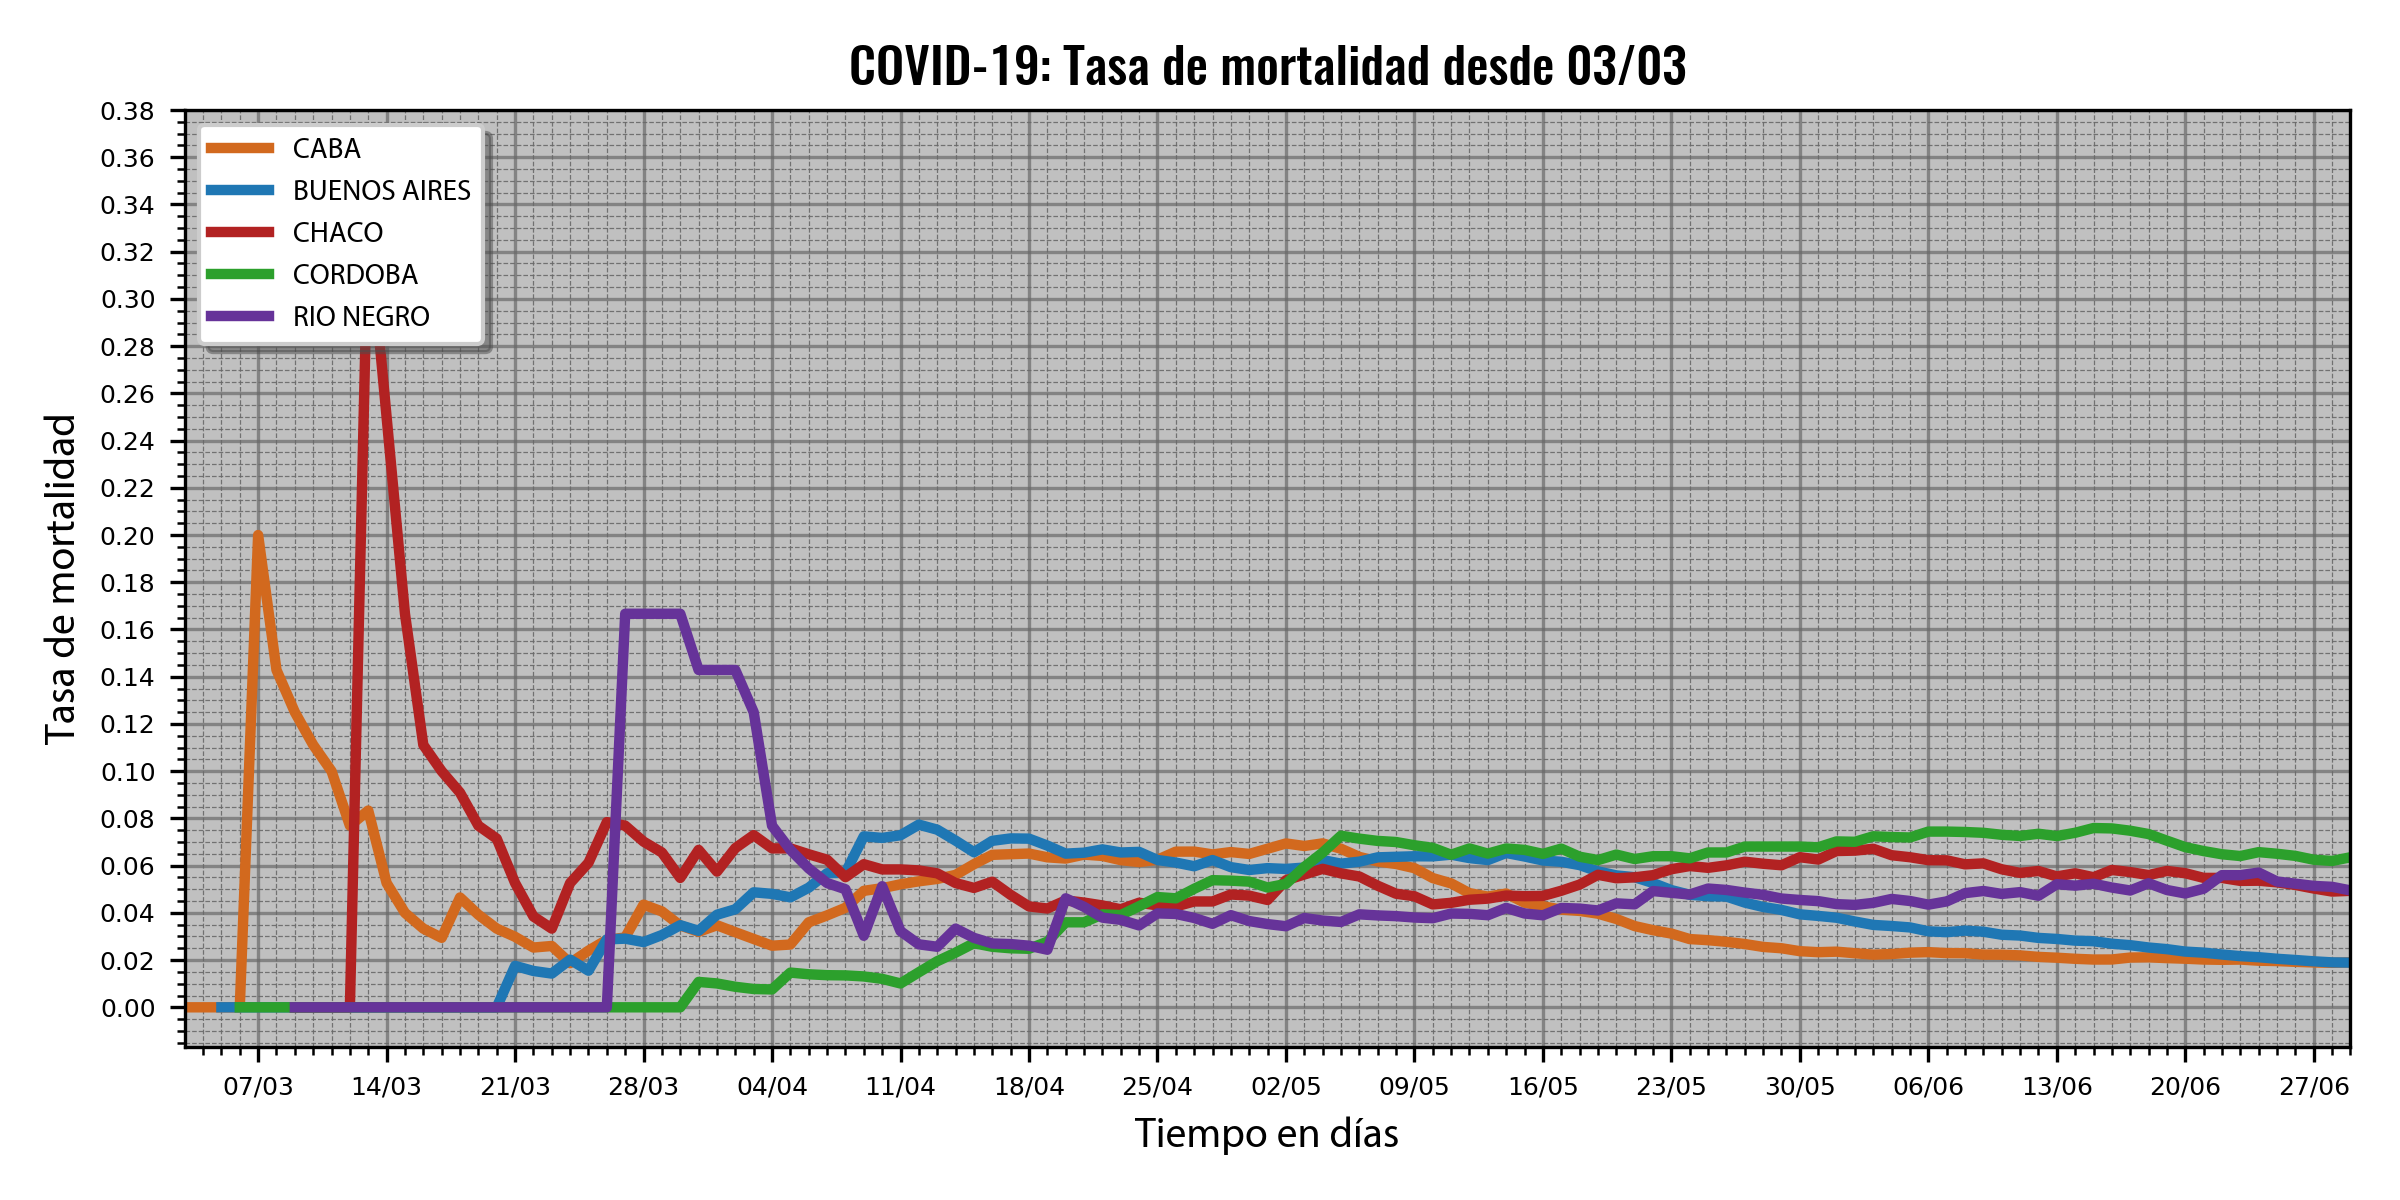 COVID-19: Tasa de mortalidad desde 03/03
0.38
0.36
0.34
0.32
0.30
0.28
0.26
0.24
0.22
0.20
0.18
0.16
0.14
0.12
0.10
0.08
0.06
0.04
0.02
0.00
Tasa de mortalidad
CABA
BUENOS AIRES
CHACO
CORDOBA
RIO NEGRO
07/03 14/03 21/03 28/03 04/04 11/04 18/04 25/04 02/05 09/05 16/05 23/05 30/05 06/06 13/06 20/06 27/06
Tiempo en días